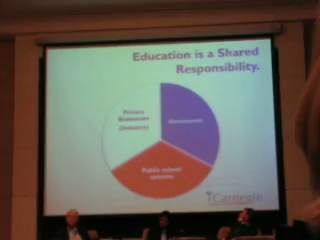 Education is a Shared
Responsibility.
Private
Businesses
(Industry)
Government
Public school
systems
Carnegie